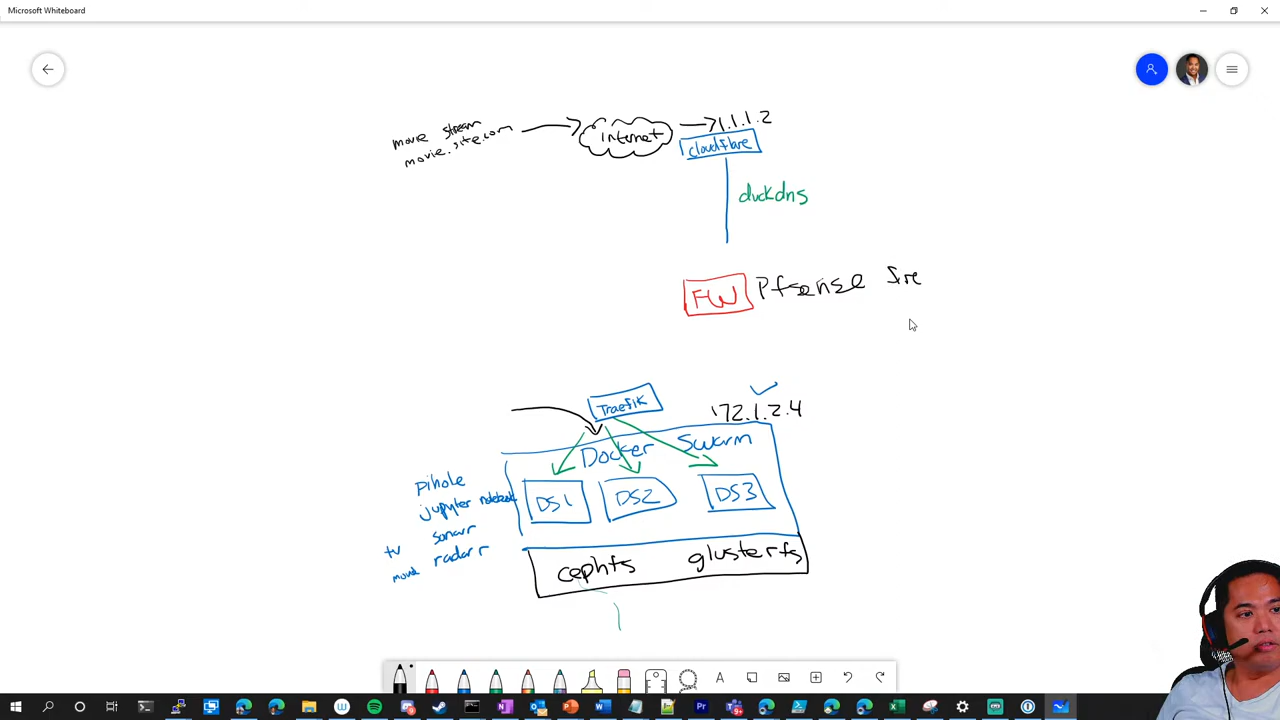 Microsoft Whiteboard
movie stream
movie.site.com
internet
1.1.1.2
cloudflare
duckdns
FW
Pfsense
Traefik
172.1.2.4
Docker Swarm
pihole
jupyter notebook
sonarr
tv
radarr
DS1
DS2
DS3
cephfs
glusterfs
A